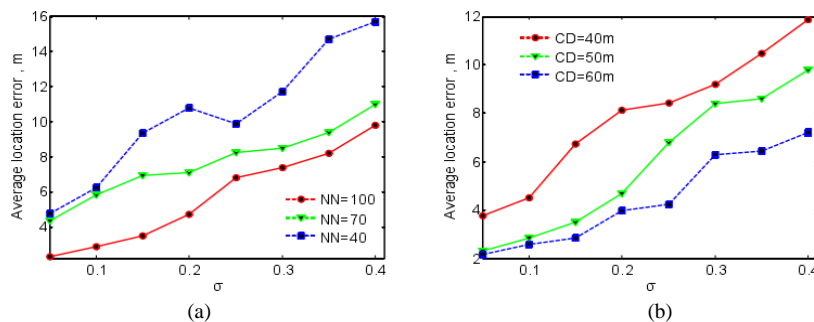 16
14
12
10
8
6
4
Average location error , m
NN=100
NN=70
NN=40
0.1
0.2
0.3
0.4
σ
(a)
12
10
8
6
4
2
Average location error , m
CD=40m
CD=50m
CD=60m
0.1
0.2
0.3
0.4
σ
(b)